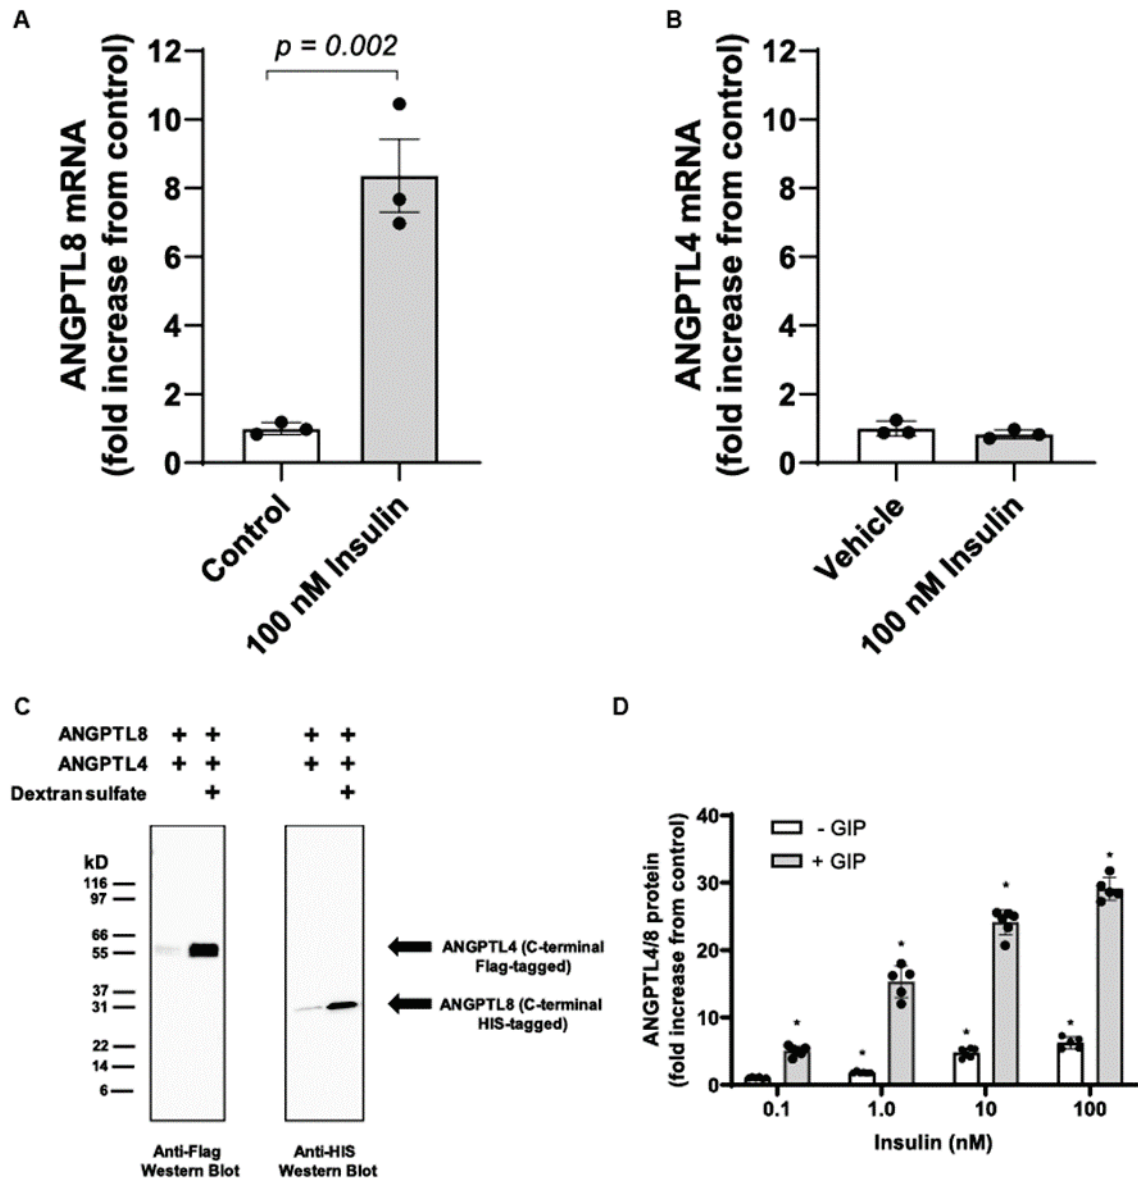 A
ANGPTL8 mRNA
(fold increase from control)
12
10
8
6
4
2
0
p = 0.002
Control
100 nM Insulin
B
ANGPTL4 mRNA
(fold increase from control)
12
10
8
6
4
2
0
Vehicle
100 nM Insulin
C
ANGPTL8 + + + +
ANGPTL4 + + + +
Dextran sulfate + +
kD
116
97
66
55
37
31
22
14
6
ANGPTL4 (C-terminal
Flag-tagged)
ANGPTL8 (C-terminal
HIS-tagged)
Anti-Flag
Western Blot
Anti-HIS
Western Blot
D
ANGPTL4/8 protein
(fold increase from control)
40
30
20
10
0
- GIP
+ GIP
* * * * * * *
0.1 1.0 10 100
Insulin (nM)